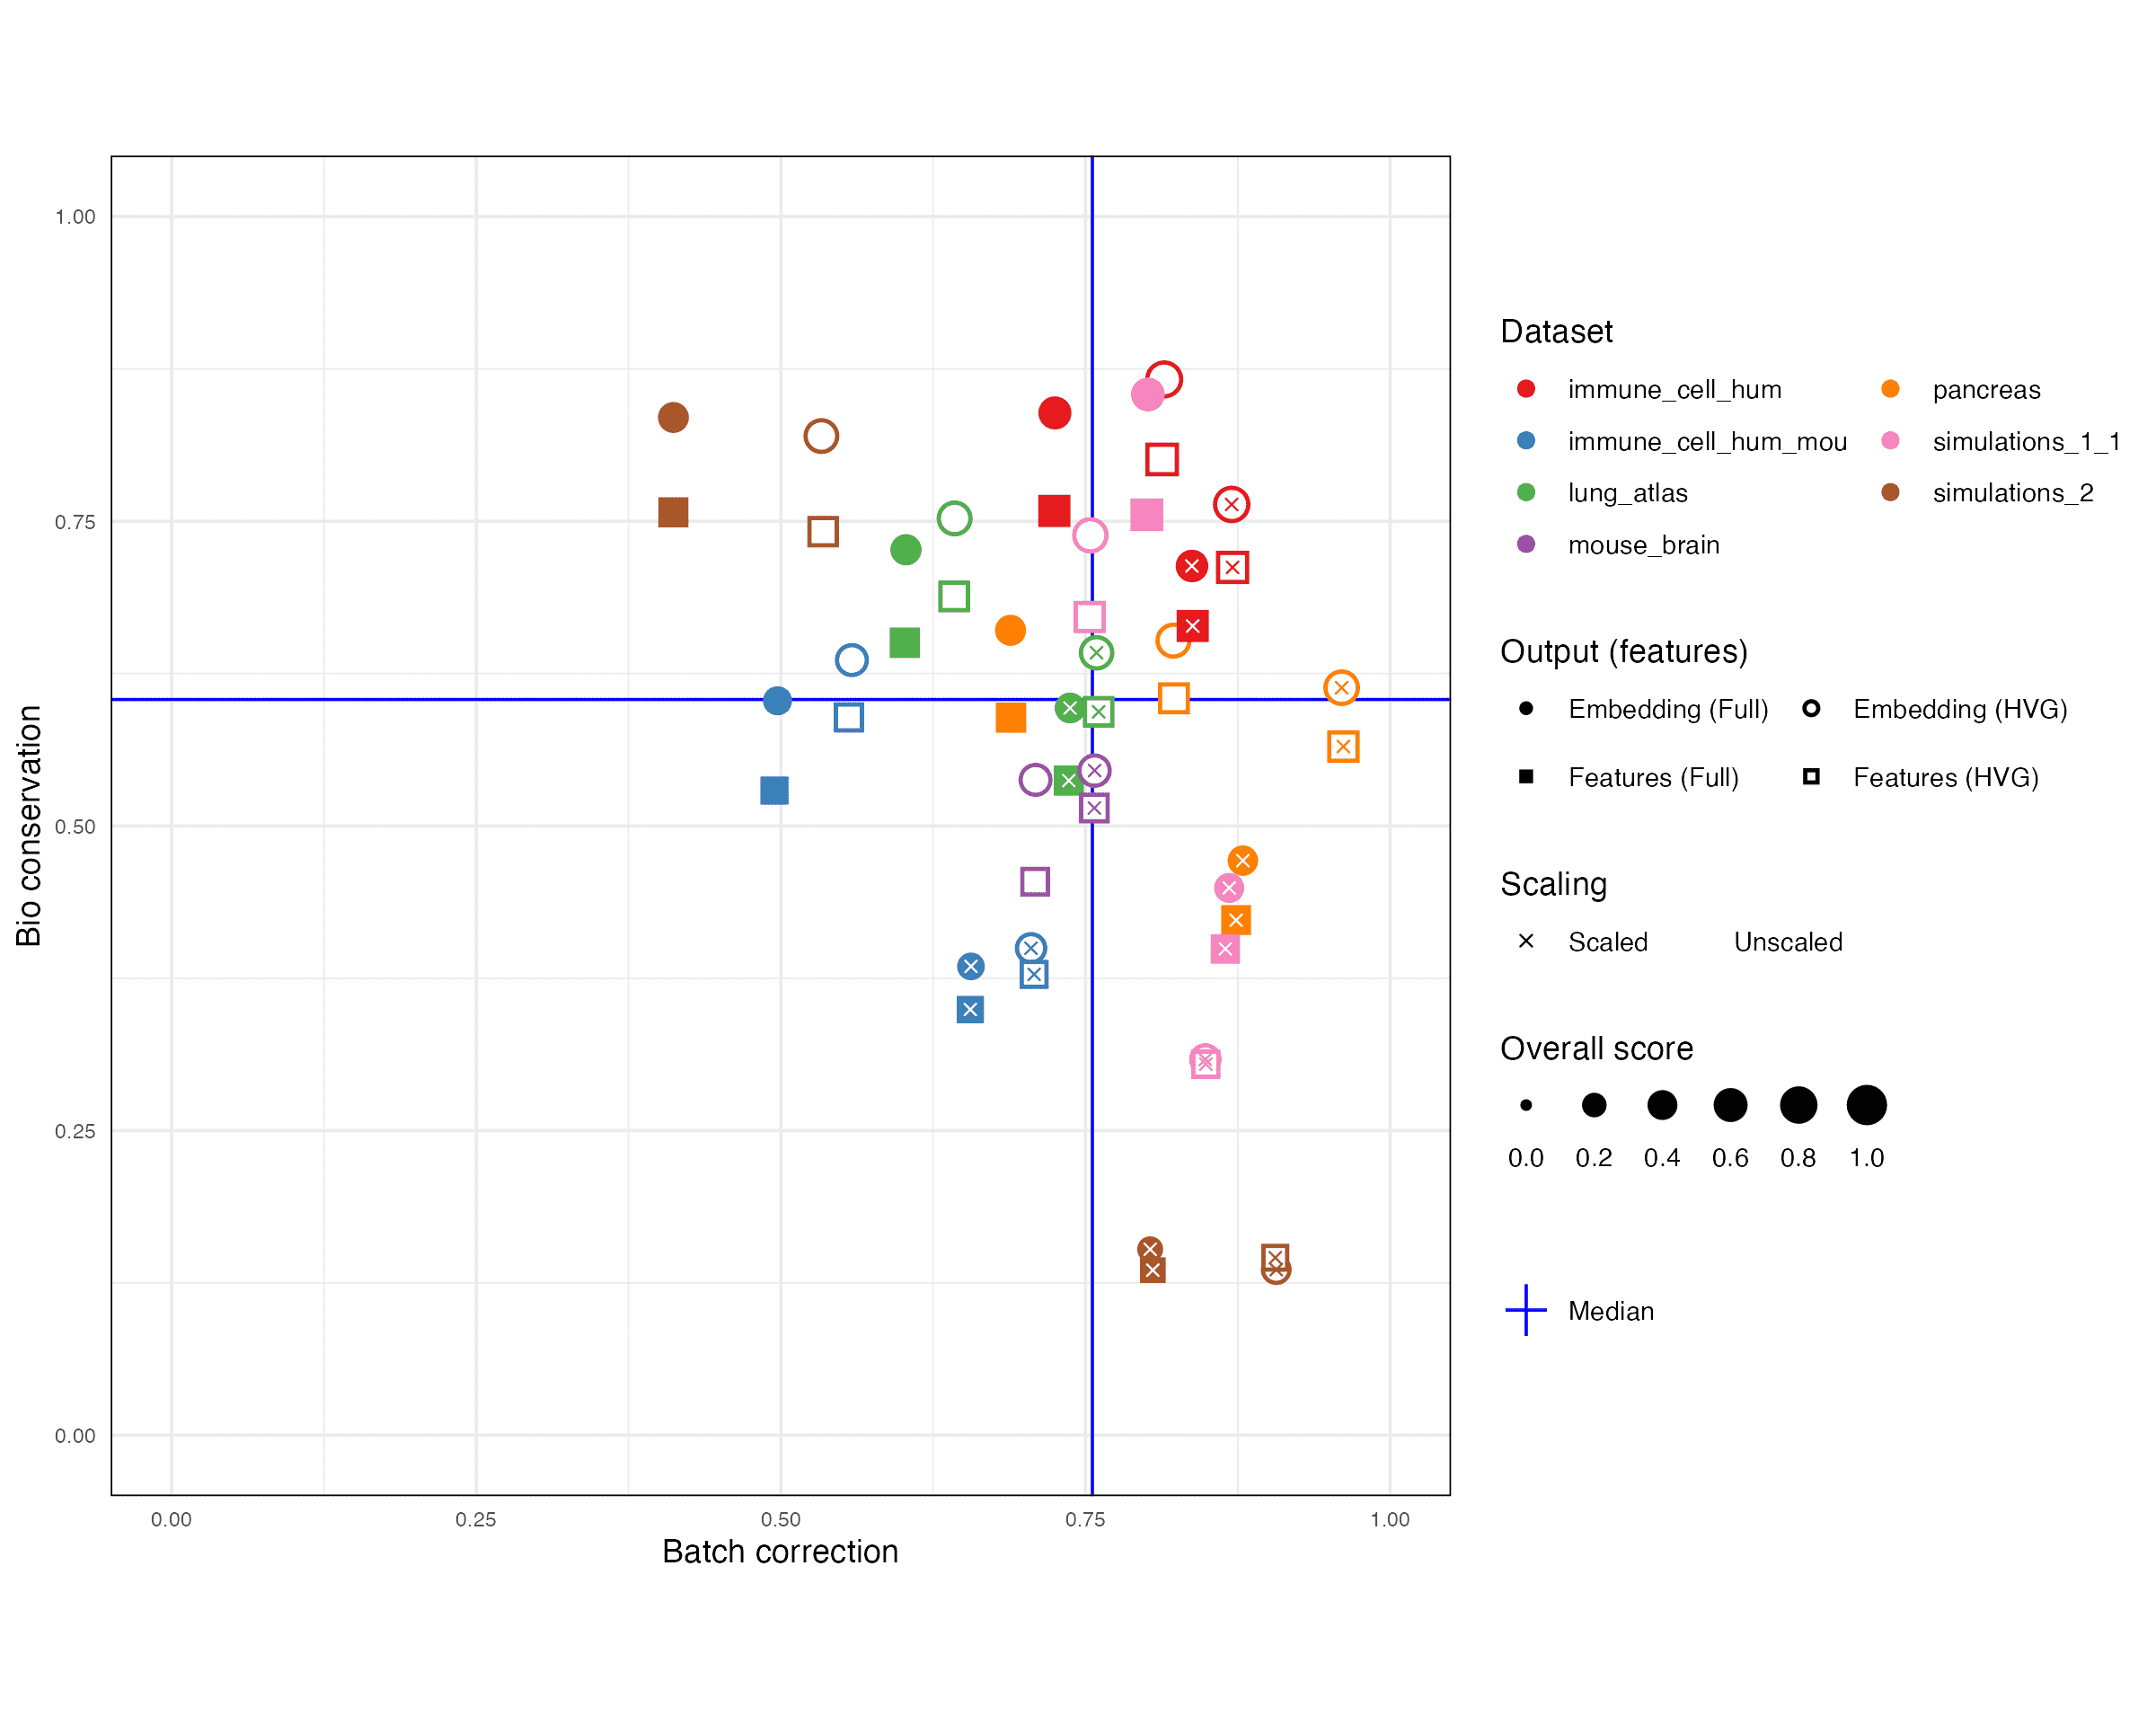 1.00
0.75
0.50
0.25
0.00
Bio conservation
0.00 0.25 0.50 0.75 1.00
Batch correction
Dataset
immune_cell_hum pancreas
immune_cell_hum_mou simulations_1_1
lung_atlas simulations_2
mouse_brain
Output (features)
Embedding (Full) Embedding (HVG)
Features (Full) Features (HVG)
Scaling
Scaled Unscaled
Overall score
0.0 0.2 0.4 0.6 0.8 1.0
Median